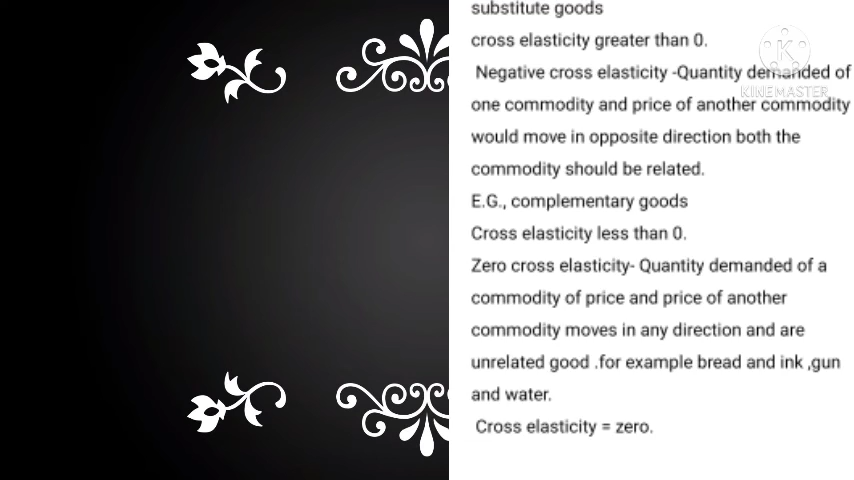 substitute goods
cross elasticity greater than 0.
Negative cross elasticity -Quantity demanded of
one commodity and price of another commodity
would move in opposite direction both the
commodity should be related.
E.G., complementary goods
Cross elasticity less than 0.
Zero cross elasticity- Quantity demanded of a
commodity of price and price of another
commodity moves in any direction and are
unrelated good .for example bread and ink ,gun
and water.
Cross elasticity = zero.
K
KINEMASTER